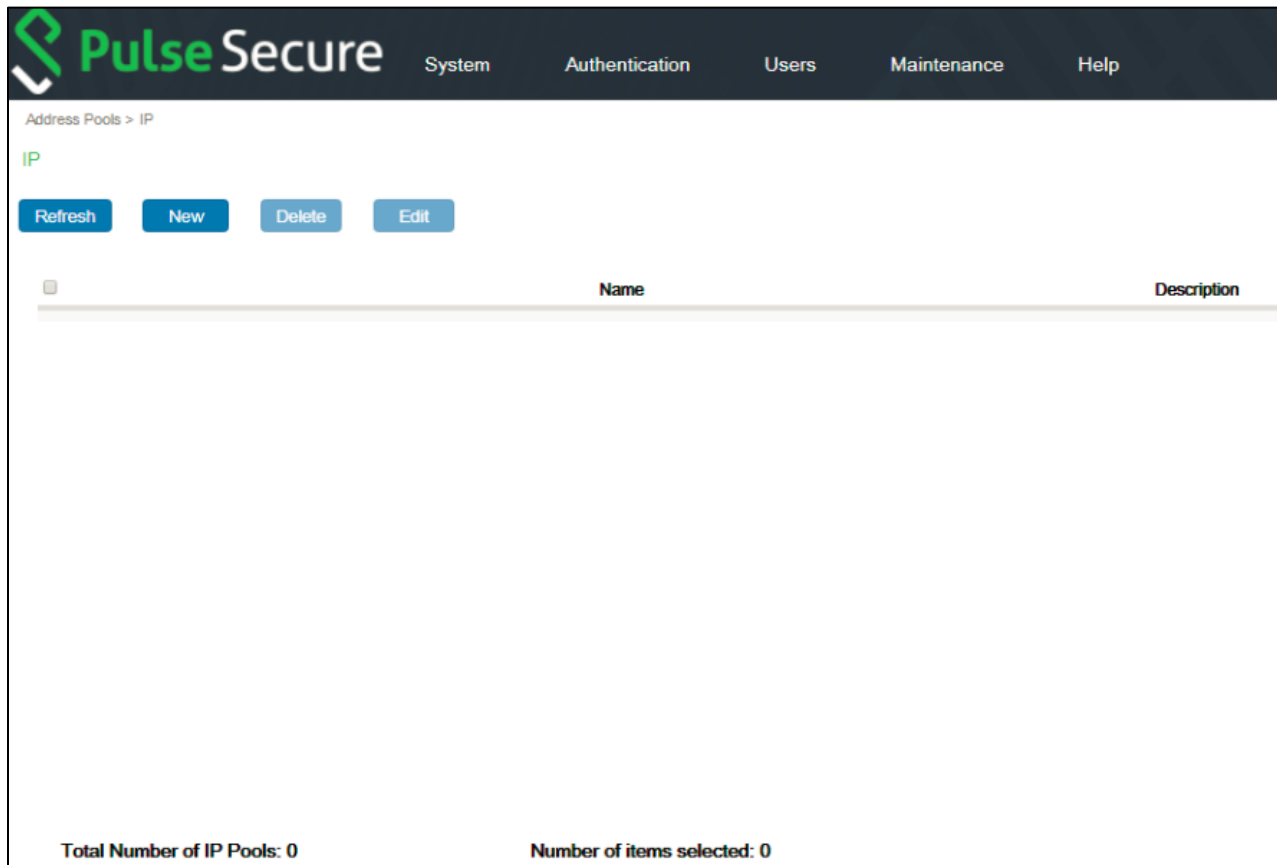 Pulse Secure System Authentication Users Maintenance Help
Address Pools > IP
IP
Refresh New Delete Edit
Name Description
Total Number of IP Pools: 0 Number of items selected: 0